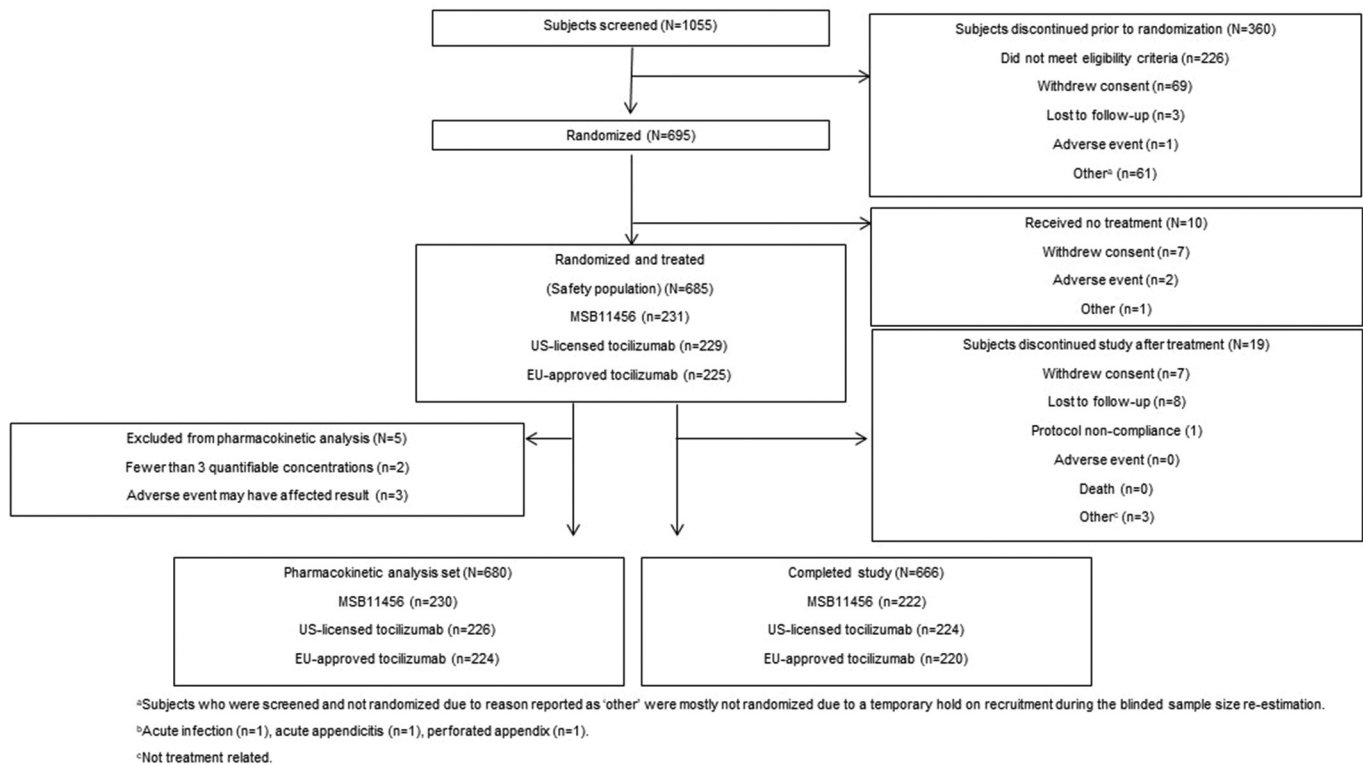 Subjects screened (N=1055)
Subjects discontinued prior to randomization (N=360)
Did not meet eligibility criteria (n=226)
Withdrew consent (n=69)
Lost to follow-up (n=3)
Adverse event (n=1)
Otherᵃ (n=61)
Randomized (N=695)
Received no treatment (N=10)
Withdrew consent (n=7)
Adverse event (n=2)
Other (n=1)
Randomized and treated
(Safety population) (N=685)
MSB11456 (n=231)
US-licensed tocilizumab (n=229)
EU-approved tocilizumab (n=225)
Subjects discontinued study after treatment (N=19)
Withdrew consent (n=7)
Lost to follow-up (n=8)
Protocol non-compliance (1)
Adverse event (n=0)
Death (n=0)
Otherᶜ (n=3)
Excluded from pharmacokinetic analysis (N=5)
Fewer than 3 quantifiable concentrations (n=2)
Adverse event may have affected result (n=3)
Pharmacokinetic analysis set (N=680)
MSB11456 (n=230)
US-licensed tocilizumab (n=226)
EU-approved tocilizumab (n=224)
Completed study (N=666)
MSB11456 (n=222)
US-licensed tocilizumab (n=224)
EU-approved tocilizumab (n=220)
ᵃSubjects who were screened and not randomized due to reason reported as ‘other’ were mostly not randomized due to a temporary hold on recruitment during the blinded sample size re-estimation.
ᵇAcute infection (n=1), acute appendicitis (n=1), perforated appendix (n=1).
ᶜNot treatment related.